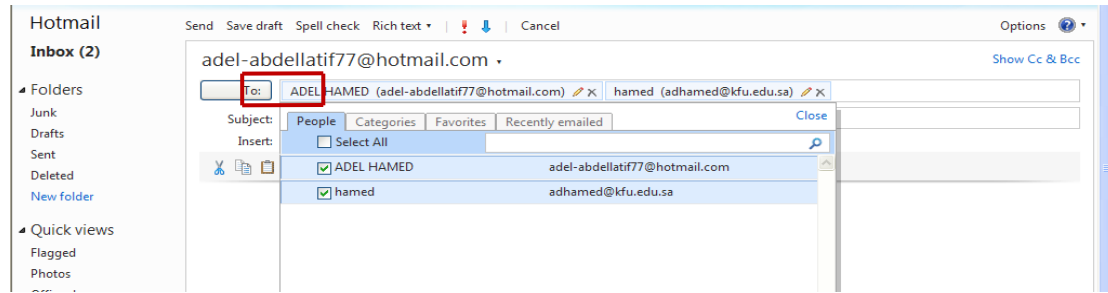 Hotmail
Send Save draft Spell check Rich text Cancel Options
Inbox (2)
adel-abdellatif77@hotmail.com
Show Cc & Bcc
Folders
To: ADEL HAMED (adel-abdellatif77@hotmail.com) hamed (adhamed@kfu.edu.sa)
Junk
Subject: People Categories Favorites Recently emailed Close
Drafts
Insert: Select All
Sent
ADEL HAMED adel-abdellatif77@hotmail.com
Deleted
hamed adhamed@kfu.edu.sa
New folder
Quick views
Flagged
Photos